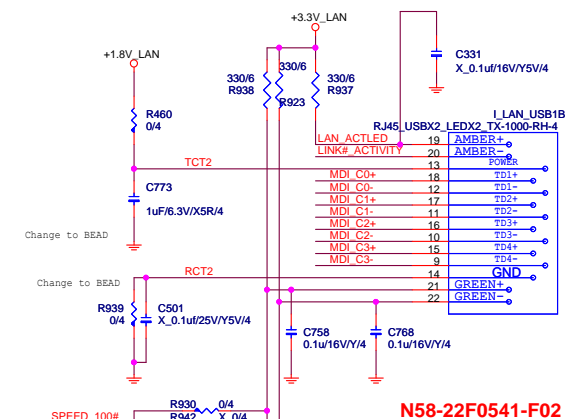 +3.3V_LAN
+1.8V_LAN
C331
X_0.1uf/16V/Y5V/4
330/6
R938
330/6
R923
330/6
R937
R460
0/4
I_LAN_USB1B
RJ45_USBX2_LEDX2_TX-1000-RH-4
LAN_ACTLED 19 AMBER+
LINK#_ACTIVITY 20 AMBER-
TCT2 13 POWER
MDI_C0+ 18 TD1+
MDI_C0- 12 TD1-
MDI_C1+ 17 TD2+
MDI_C1- 11 TD2-
MDI_C2+ 16 TD3+
MDI_C2- 10 TD3-
MDI_C3+ 15 TD4+
MDI_C3- 9 TD4-
RCT2 14 GND
21 GREEN+
22 GREEN-
C773
1uF/6.3V/X5R/4
Change to BEAD
Change to BEAD
R939
0/4
C501
X_0.1uf/25V/Y5V/4
C758
0.1u/16V/Y/4
C768
0.1u/16V/Y/4
R930 0/4
SPEED_100# R942 X_0/4
N58-22F0541-F02